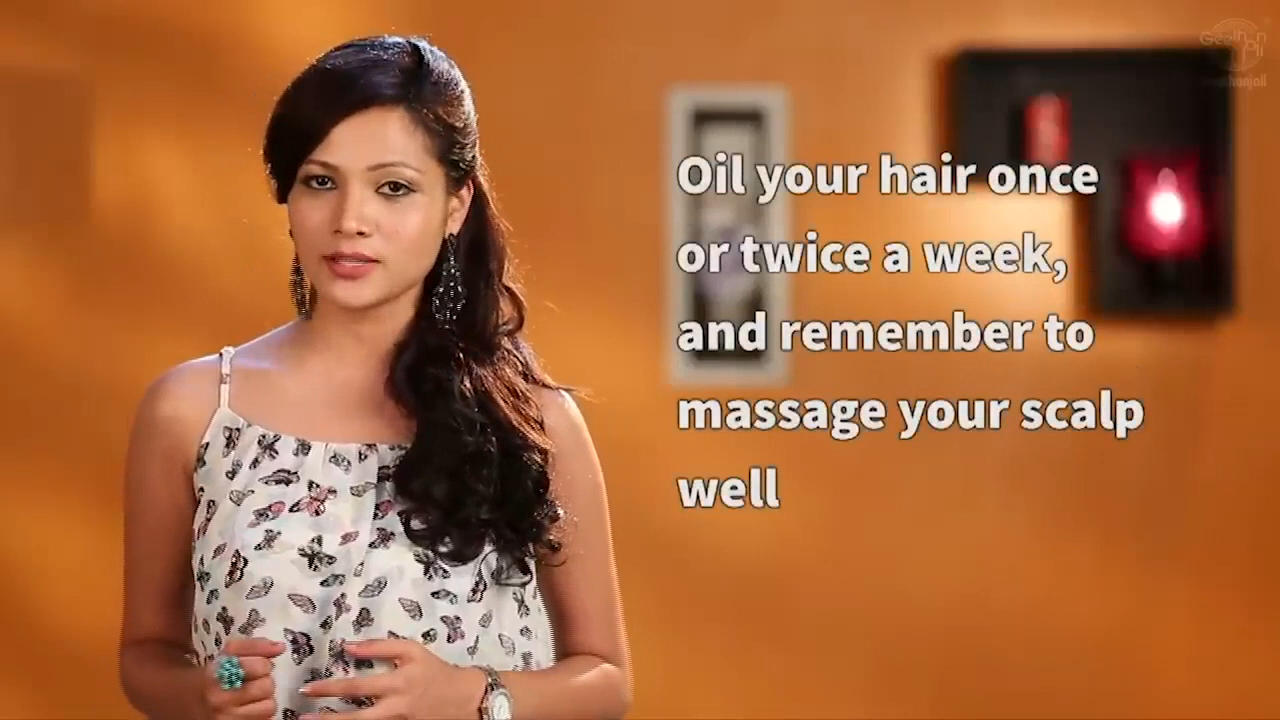 Oil your hair once
or twice a week,
and remember to
massage your scalp
well